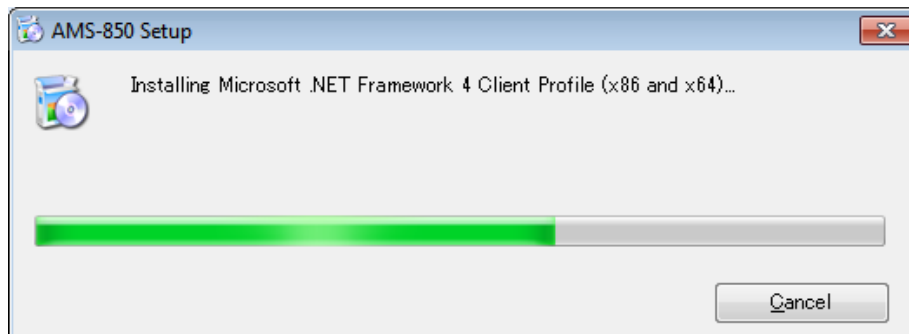 AMS-850 Setup
Installing Microsoft .NET Framework 4 Client Profile (x86 and x64)...
Cancel